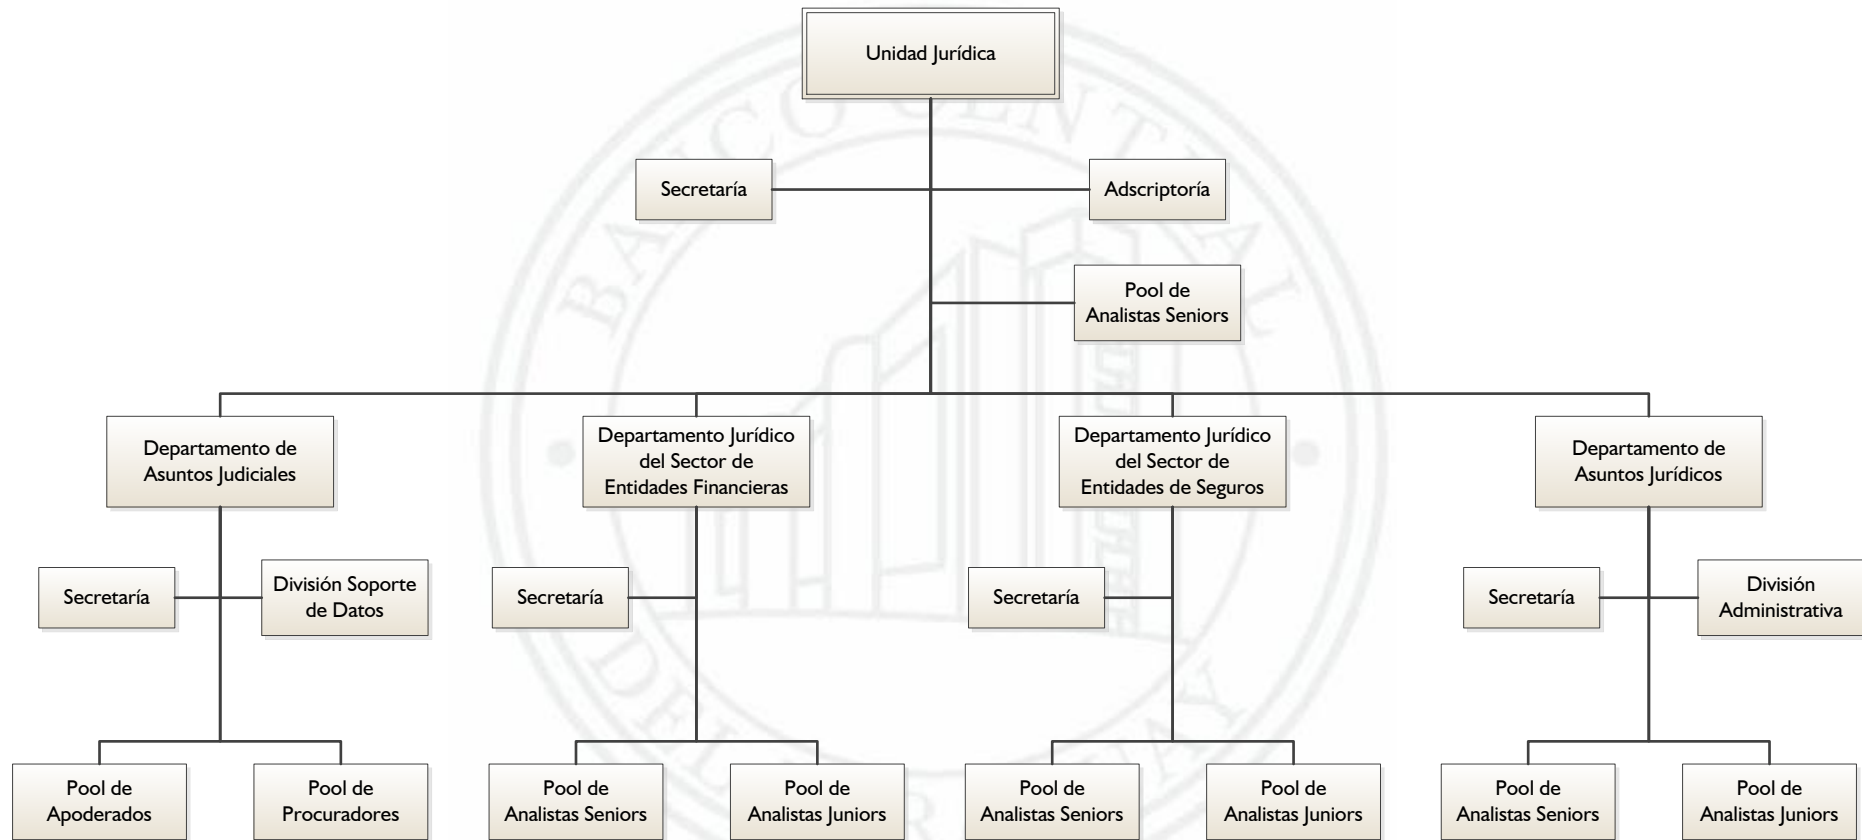 Unidad Jurídica
Secretaría
Adscriptoría
Pool de
Analistas Seniors
Departamento de
Asuntos Judiciales
Departamento Jurídico
del Sector de
Entidades Financieras
Departamento Jurídico
del Sector de
Entidades de Seguros
Departamento de
Asuntos Jurídicos
Secretaría
División Soporte
de Datos
Secretaría
Secretaría
Secretaría
División
Administrativa
Pool de
Apoderados
Pool de
Procuradores
Pool de
Analistas Seniors
Pool de
Analistas Juniors
Pool de
Analistas Seniors
Pool de
Analistas Juniors
Pool de
Analistas Seniors
Pool de
Analistas Juniors
BANCO CENTRAL
DEL